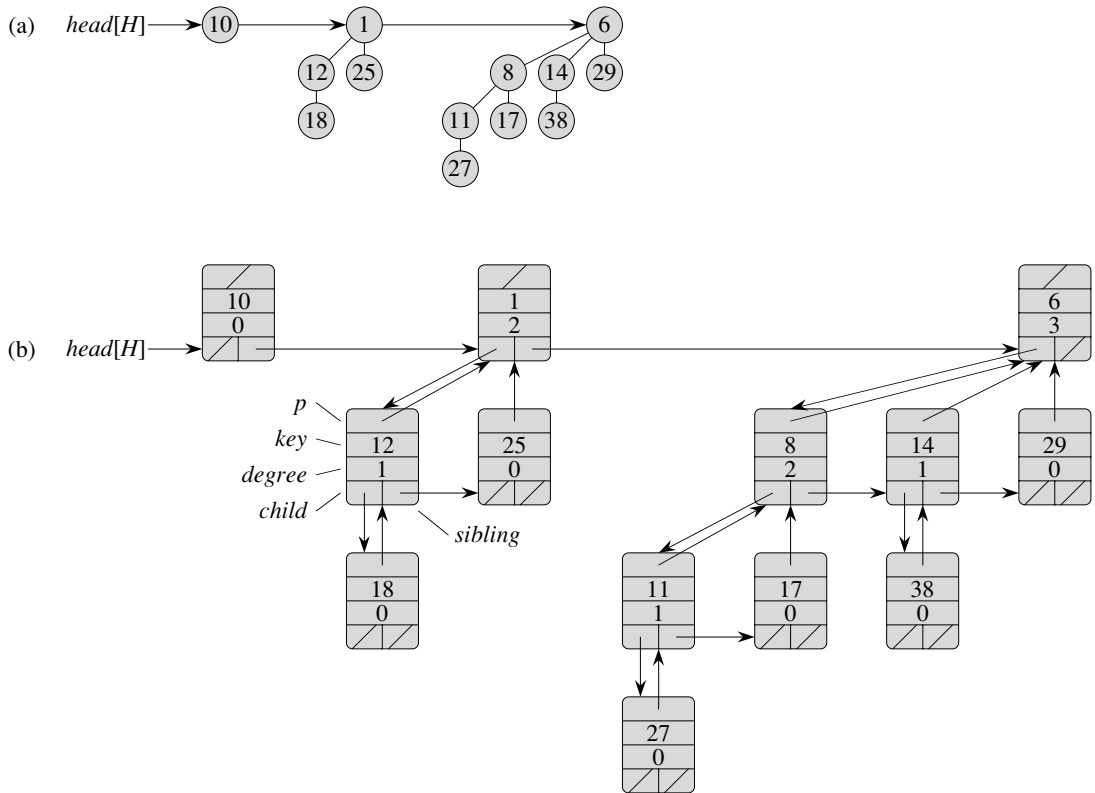 (a) head[H] 10 1 6
12 25 8 14 29
18 11 17 38
27
10 1 6
0 2 3
(b) head[H]
p
key 12 25 8 14 29
degree 1 0 2 1 0
child
sibling
18 11 17 38
0 1 0 0
27
0